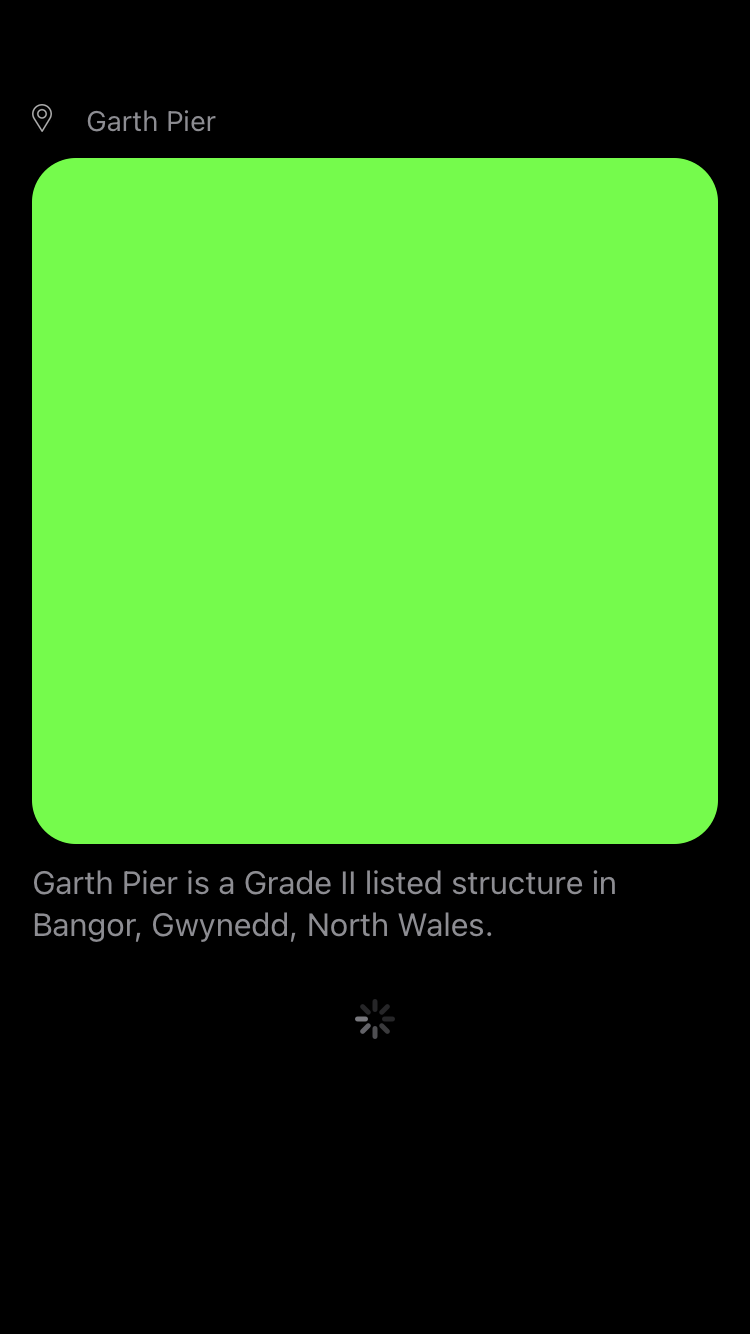 Garth Pier
Garth Pier is a Grade II listed structure in
Bangor, Gwynedd, North Wales.